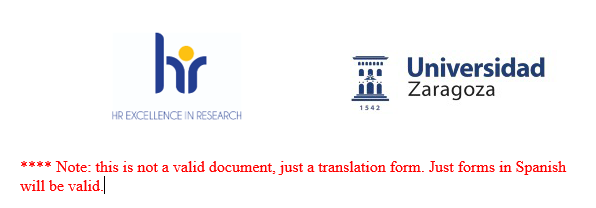 hr
HR EXCELLENCE IN RESEARCH
Universidad
Zaragoza
1542
**** Note: this is not a valid document, just a translation form. Just forms in Spanish
will be valid.